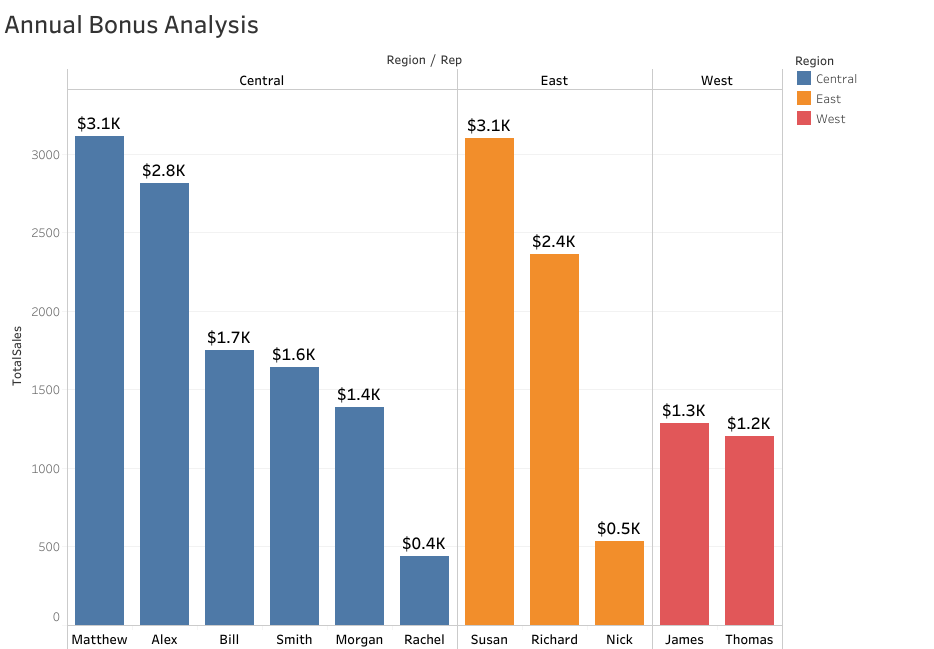 Annual Bonus Analysis
Region / Rep
Central East West
$3.1K $2.8K $1.7K $1.6K $1.4K $0.4K $3.1K $2.4K $0.5K $1.3K $1.2K
TotalSales
3000
2500
2000
1500
1000
500
0
Matthew Alex Bill Smith Morgan Rachel Susan Richard Nick James Thomas
Region
Central
East
West